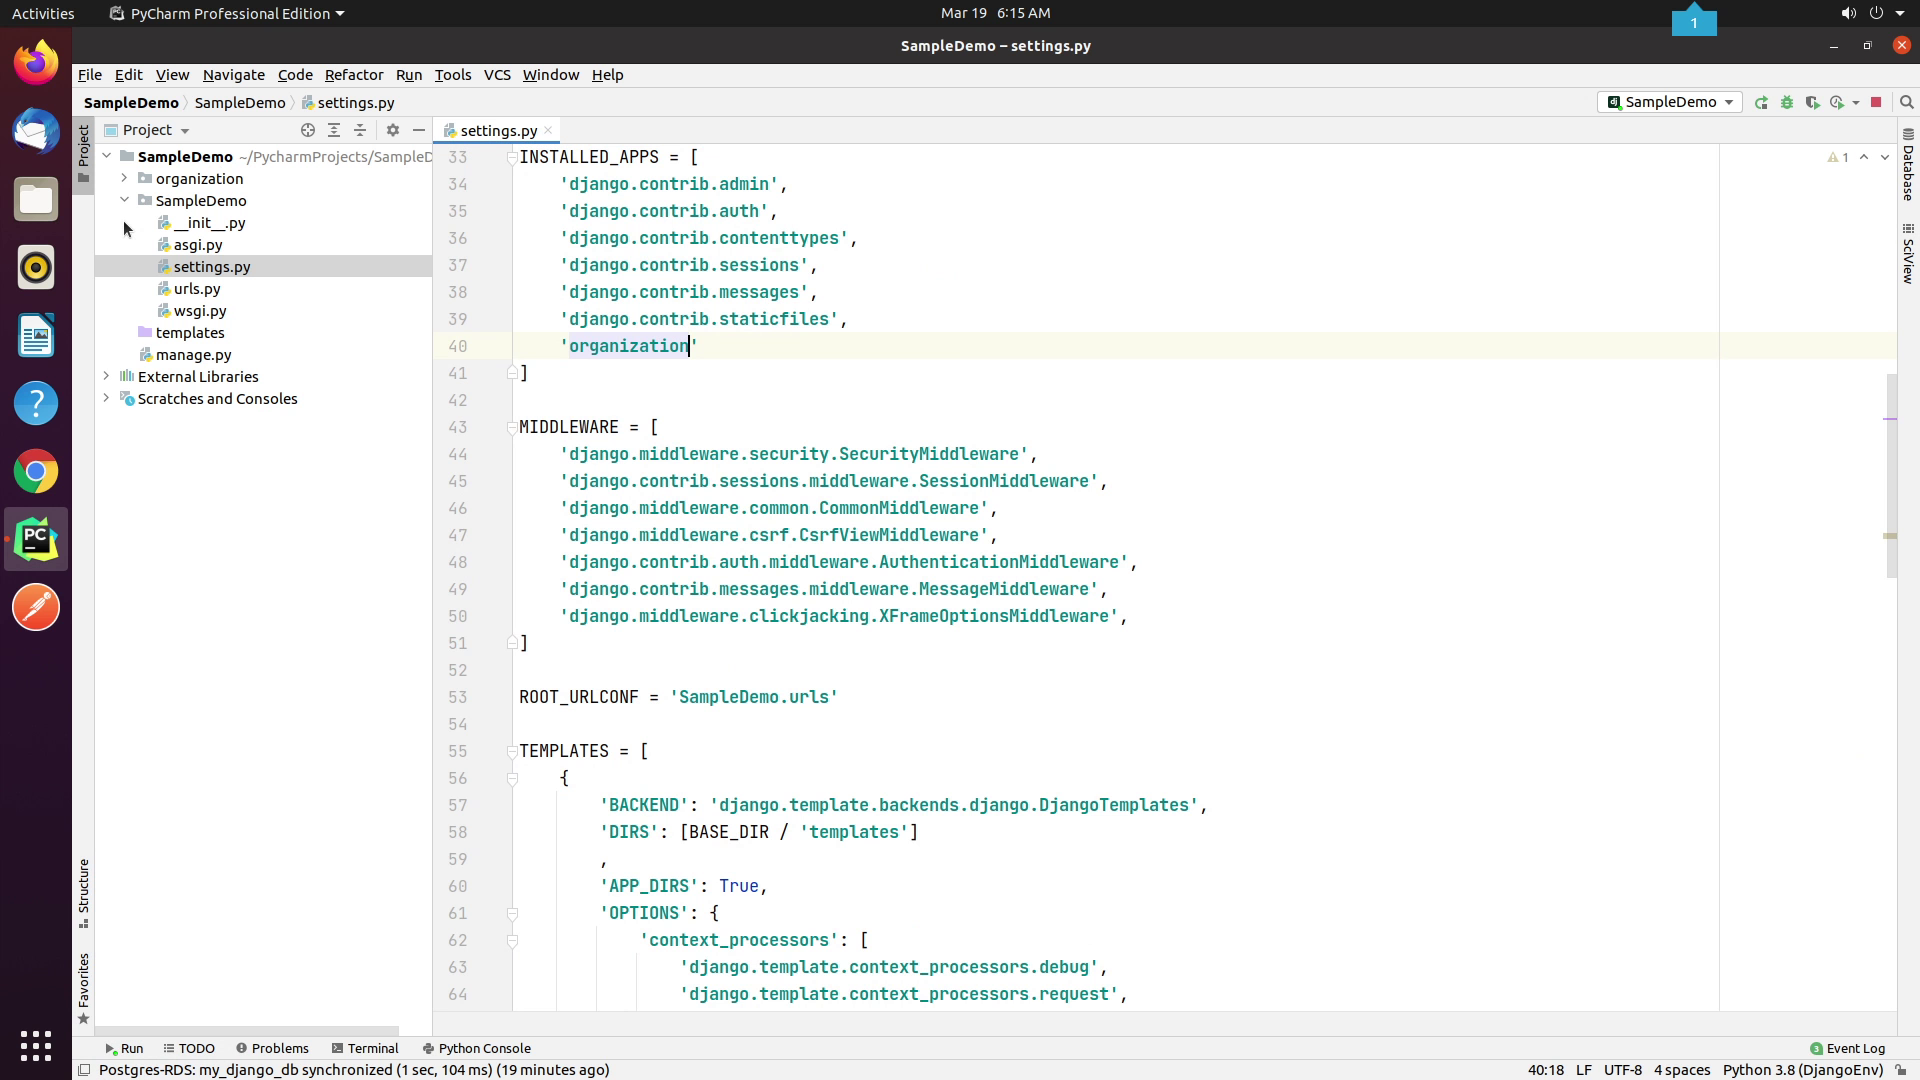 Activities PyCharm Professional Edition Mar 19 6:15 AM 1
SampleDemo – settings.py
File Edit View Navigate Code Refactor Run Tools VCS Window Help
SampleDemo SampleDemo settings.py SampleDemo
Project settings.py
SampleDemo ~/PycharmProjects/SampleD
organization
SampleDemo
__init__.py
asgi.py
settings.py
urls.py
wsgi.py
templates
manage.py
External Libraries
Scratches and Consoles
33 INSTALLED_APPS = [
34 'django.contrib.admin',
35 'django.contrib.auth',
36 'django.contrib.contenttypes',
37 'django.contrib.sessions',
38 'django.contrib.messages',
39 'django.contrib.staticfiles',
40 'organization'
41 ]
42
43 MIDDLEWARE = [
44 'django.middleware.security.SecurityMiddleware',
45 'django.contrib.sessions.middleware.SessionMiddleware',
46 'django.middleware.common.CommonMiddleware',
47 'django.middleware.csrf.CsrfViewMiddleware',
48 'django.contrib.auth.middleware.AuthenticationMiddleware',
49 'django.contrib.messages.middleware.MessageMiddleware',
50 'django.middleware.clickjacking.XFrameOptionsMiddleware',
51 ]
52
53 ROOT_URLCONF = 'SampleDemo.urls'
54
55 TEMPLATES = [
56 {
57 'BACKEND': 'django.template.backends.django.DjangoTemplates',
58 'DIRS': [BASE_DIR / 'templates']
59 ,
60 'APP_DIRS': True,
61 'OPTIONS': {
62 'context_processors': [
63 'django.template.context_processors.debug',
64 'django.template.context_processors.request',
1
Project
Structure
Favorites
Database
SciView
PC
Run TODO Problems Terminal Python Console 3 Event Log
Postgres-RDS: my_django_db synchronized (1 sec, 104 ms) (19 minutes ago) 40:18 LF UTF-8 4 spaces Python 3.8 (DjangoEnv)